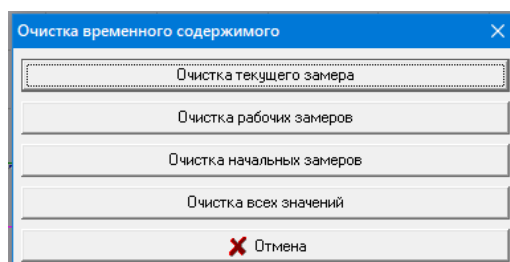 Очистка временного содержимого
Очистка текущего замера
Очистка рабочих замеров
Очистка начальных замеров
Очистка всех значений
Отмена